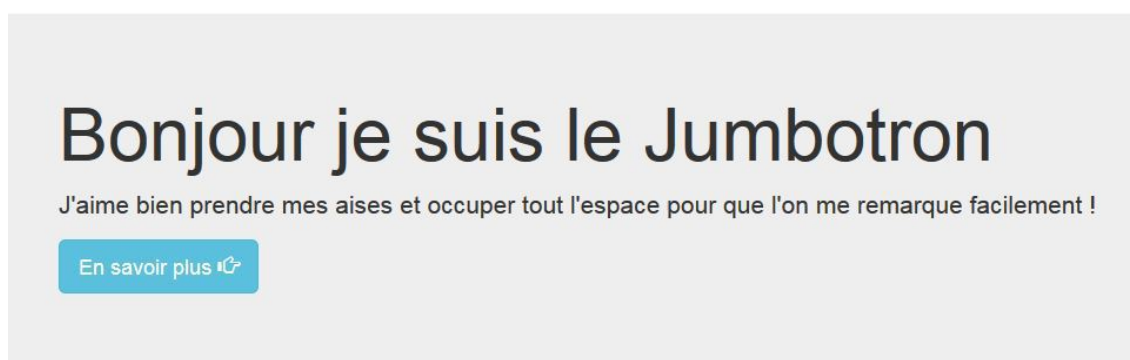 Bonjour je suis le Jumbotron
J'aime bien prendre mes aises et occuper tout l'espace pour que l'on me remarque facilement !
En savoir plus